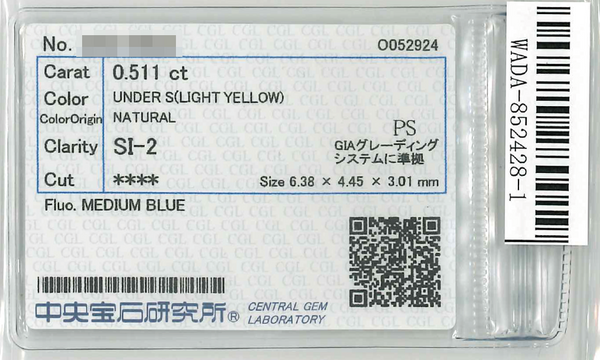 No.
O052924
Carat 0.511 ct
Color UNDER S(LIGHT YELLOW)
ColorOrigin NATURAL
Clarity SI-2
PS
GIAグレーディング
システムに準拠
Cut **** Size 6.38 × 4.45 × 3.01 mm
Fluo. MEDIUM BLUE
中央宝石研究所® CENTRAL GEM
LABORATORY
WADA-852428-1